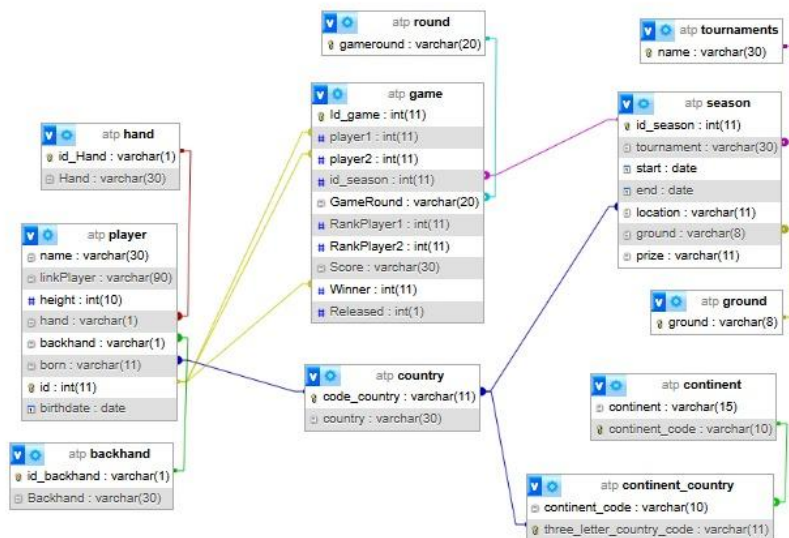 atp round
gameround : varchar(20)
atp tournaments
name : varchar(30)
atp game
Id_game : int(11)
player1 : int(11)
player2 : int(11)
id_season : int(11)
GameRound : varchar(20)
RankPlayer1 : int(11)
RankPlayer2 : int(11)
Score : varchar(30)
Winner : int(11)
Released : int(1)
atp season
id_season : int(11)
tournament : varchar(30)
start : date
end : date
location : varchar(11)
ground : varchar(8)
prize : varchar(11)
atp hand
id_Hand : varchar(1)
Hand : varchar(30)
atp player
name : varchar(30)
linkPlayer : varchar(90)
height : int(10)
hand : varchar(1)
backhand : varchar(1)
born : varchar(11)
id : int(11)
birthdate : date
atp ground
ground : varchar(8)
atp country
code_country : varchar(11)
country : varchar(30)
atp continent
continent : varchar(15)
continent_code : varchar(10)
atp backhand
id_backhand : varchar(1)
Backhand : varchar(30)
atp continent_country
continent_code : varchar(10)
three_letter_country_code : varchar(11)